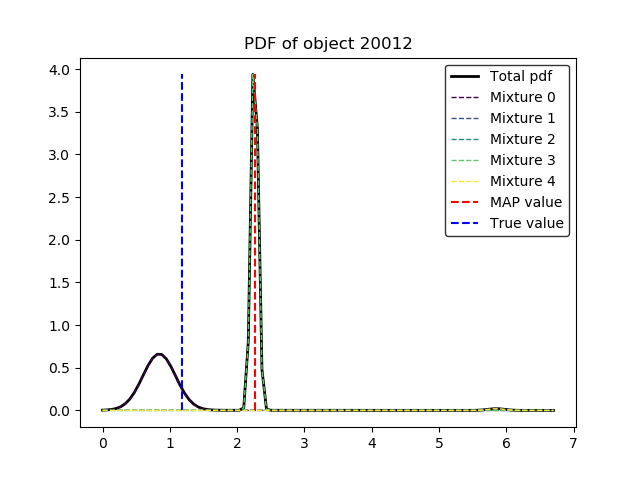 PDF of object 20012
4.0
3.5
3.0
2.5
2.0
1.5
1.0
0.5
0.0
0 1 2 3 4 5 6 7
Total pdf
Mixture 0
Mixture 1
Mixture 2
Mixture 3
Mixture 4
MAP value
True value